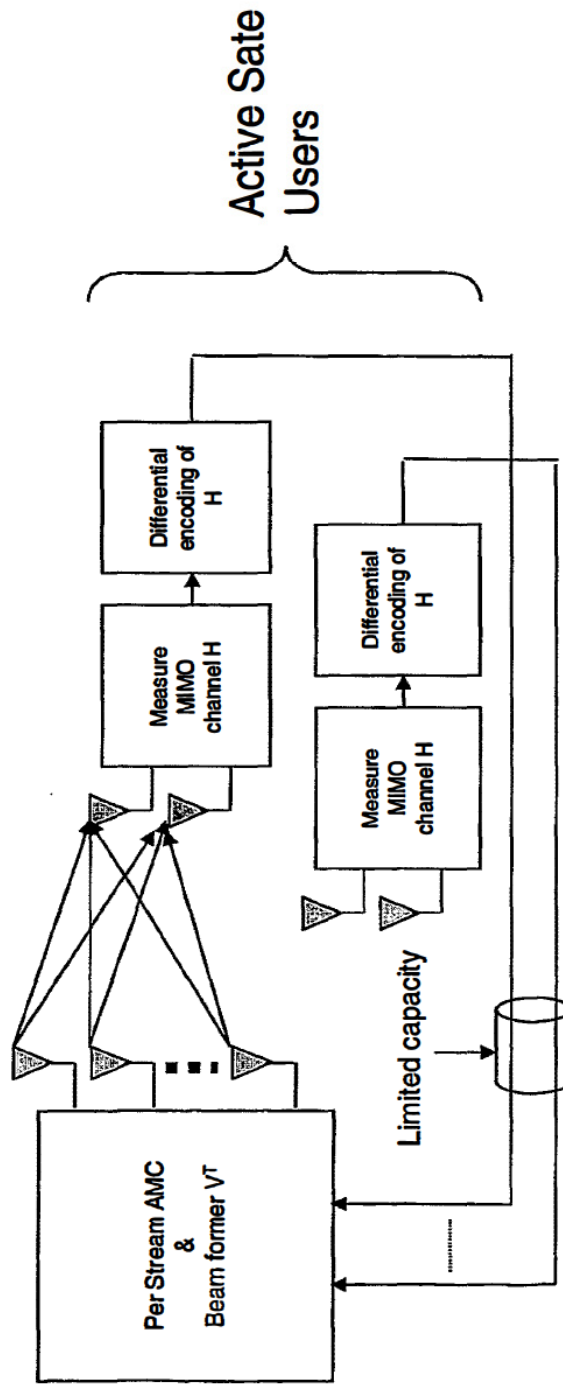 Per Stream AMC
&
Beam former Vᵀ
Limited capacity
Measure
MIMO
channel H
Differential
encoding of
H
Measure
MIMO
channel H
Differential
encoding of
H
Active Sate
Users